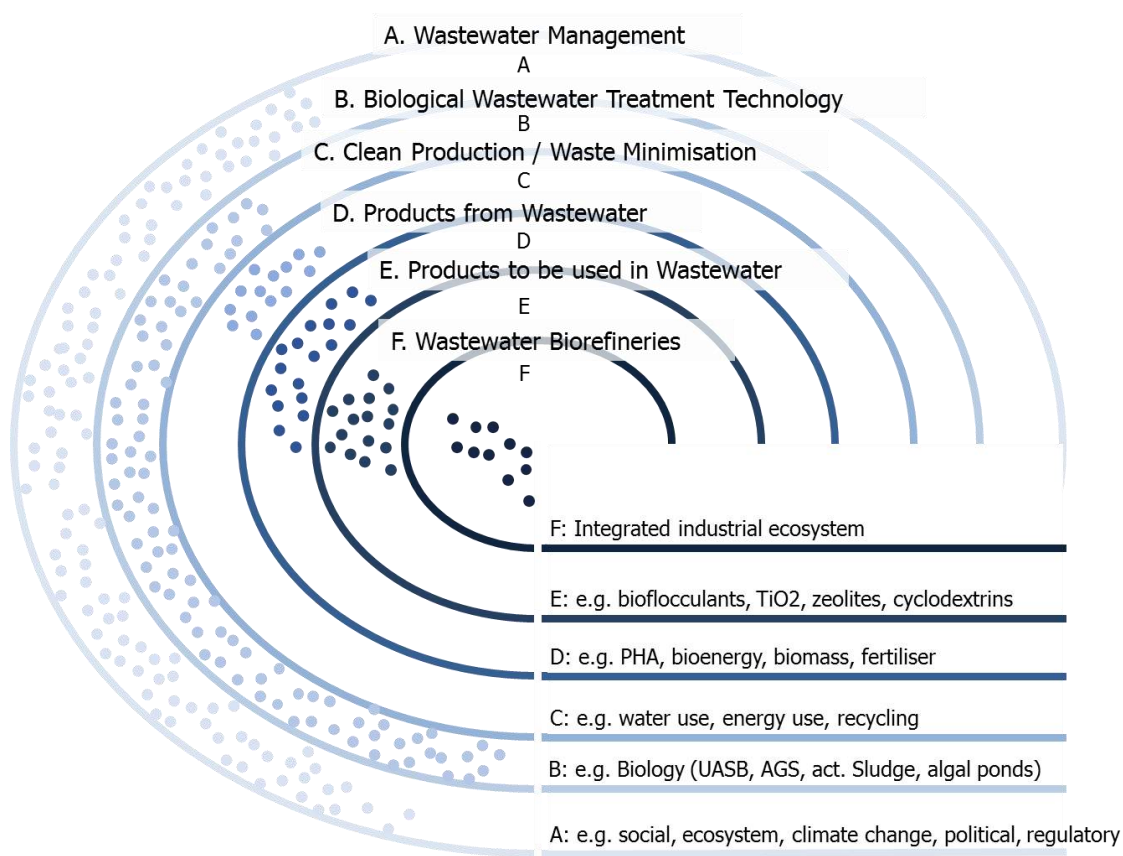 A. Wastewater Management
A
B. Biological Wastewater Treatment Technology
B
C. Clean Production / Waste Minimisation
C
D. Products from Wastewater
D
E. Products to be used in Wastewater
E
F. Wastewater Biorefineries
F
F: Integrated industrial ecosystem
E: e.g. bioflocculants, TiO2, zeolites, cyclodextrins
D: e.g. PHA, bioenergy, biomass, fertiliser
C: e.g. water use, energy use, recycling
B: e.g. Biology (UASB, AGS, act. Sludge, algal ponds)
A: e.g. social, ecosystem, climate change, political, regulatory